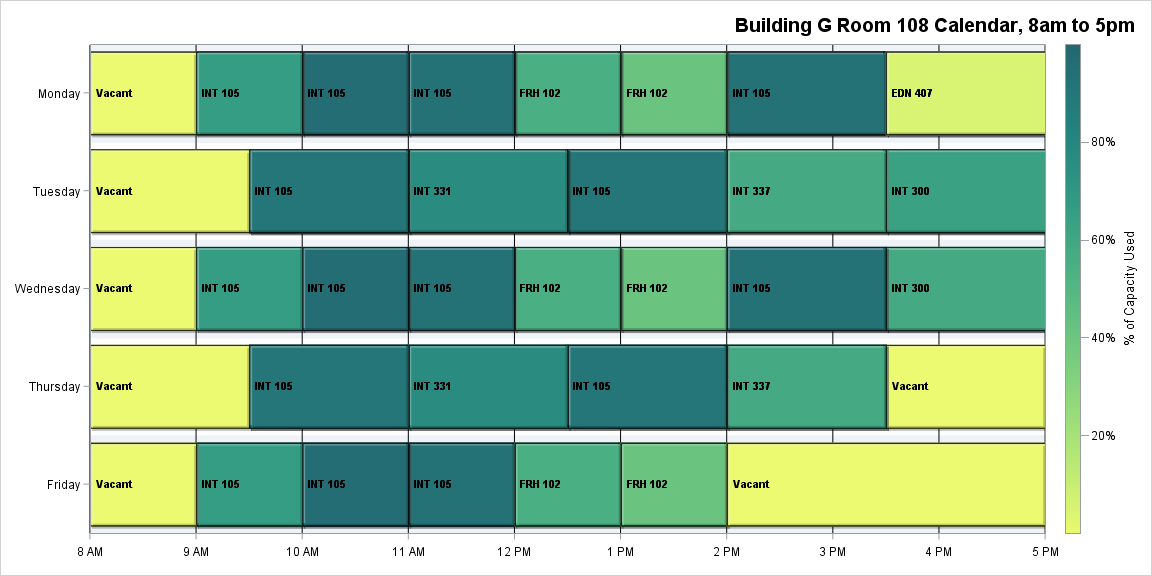 Building G Room 108 Calendar, 8am to 5pm
Monday
Vacant
INT 105
INT 105
INT 105
FRH 102
FRH 102
INT 105
EDN 407
Tuesday
Vacant
INT 105
INT 331
INT 105
INT 337
INT 300
Wednesday
Vacant
INT 105
INT 105
INT 105
FRH 102
FRH 102
INT 105
INT 300
Thursday
Vacant
INT 105
INT 331
INT 105
INT 337
Vacant
Friday
Vacant
INT 105
INT 105
INT 105
FRH 102
FRH 102
Vacant
8 AM
9 AM
10 AM
11 AM
12 PM
1 PM
2 PM
3 PM
4 PM
5 PM
80%
60%
40%
20%
% of Capacity Used